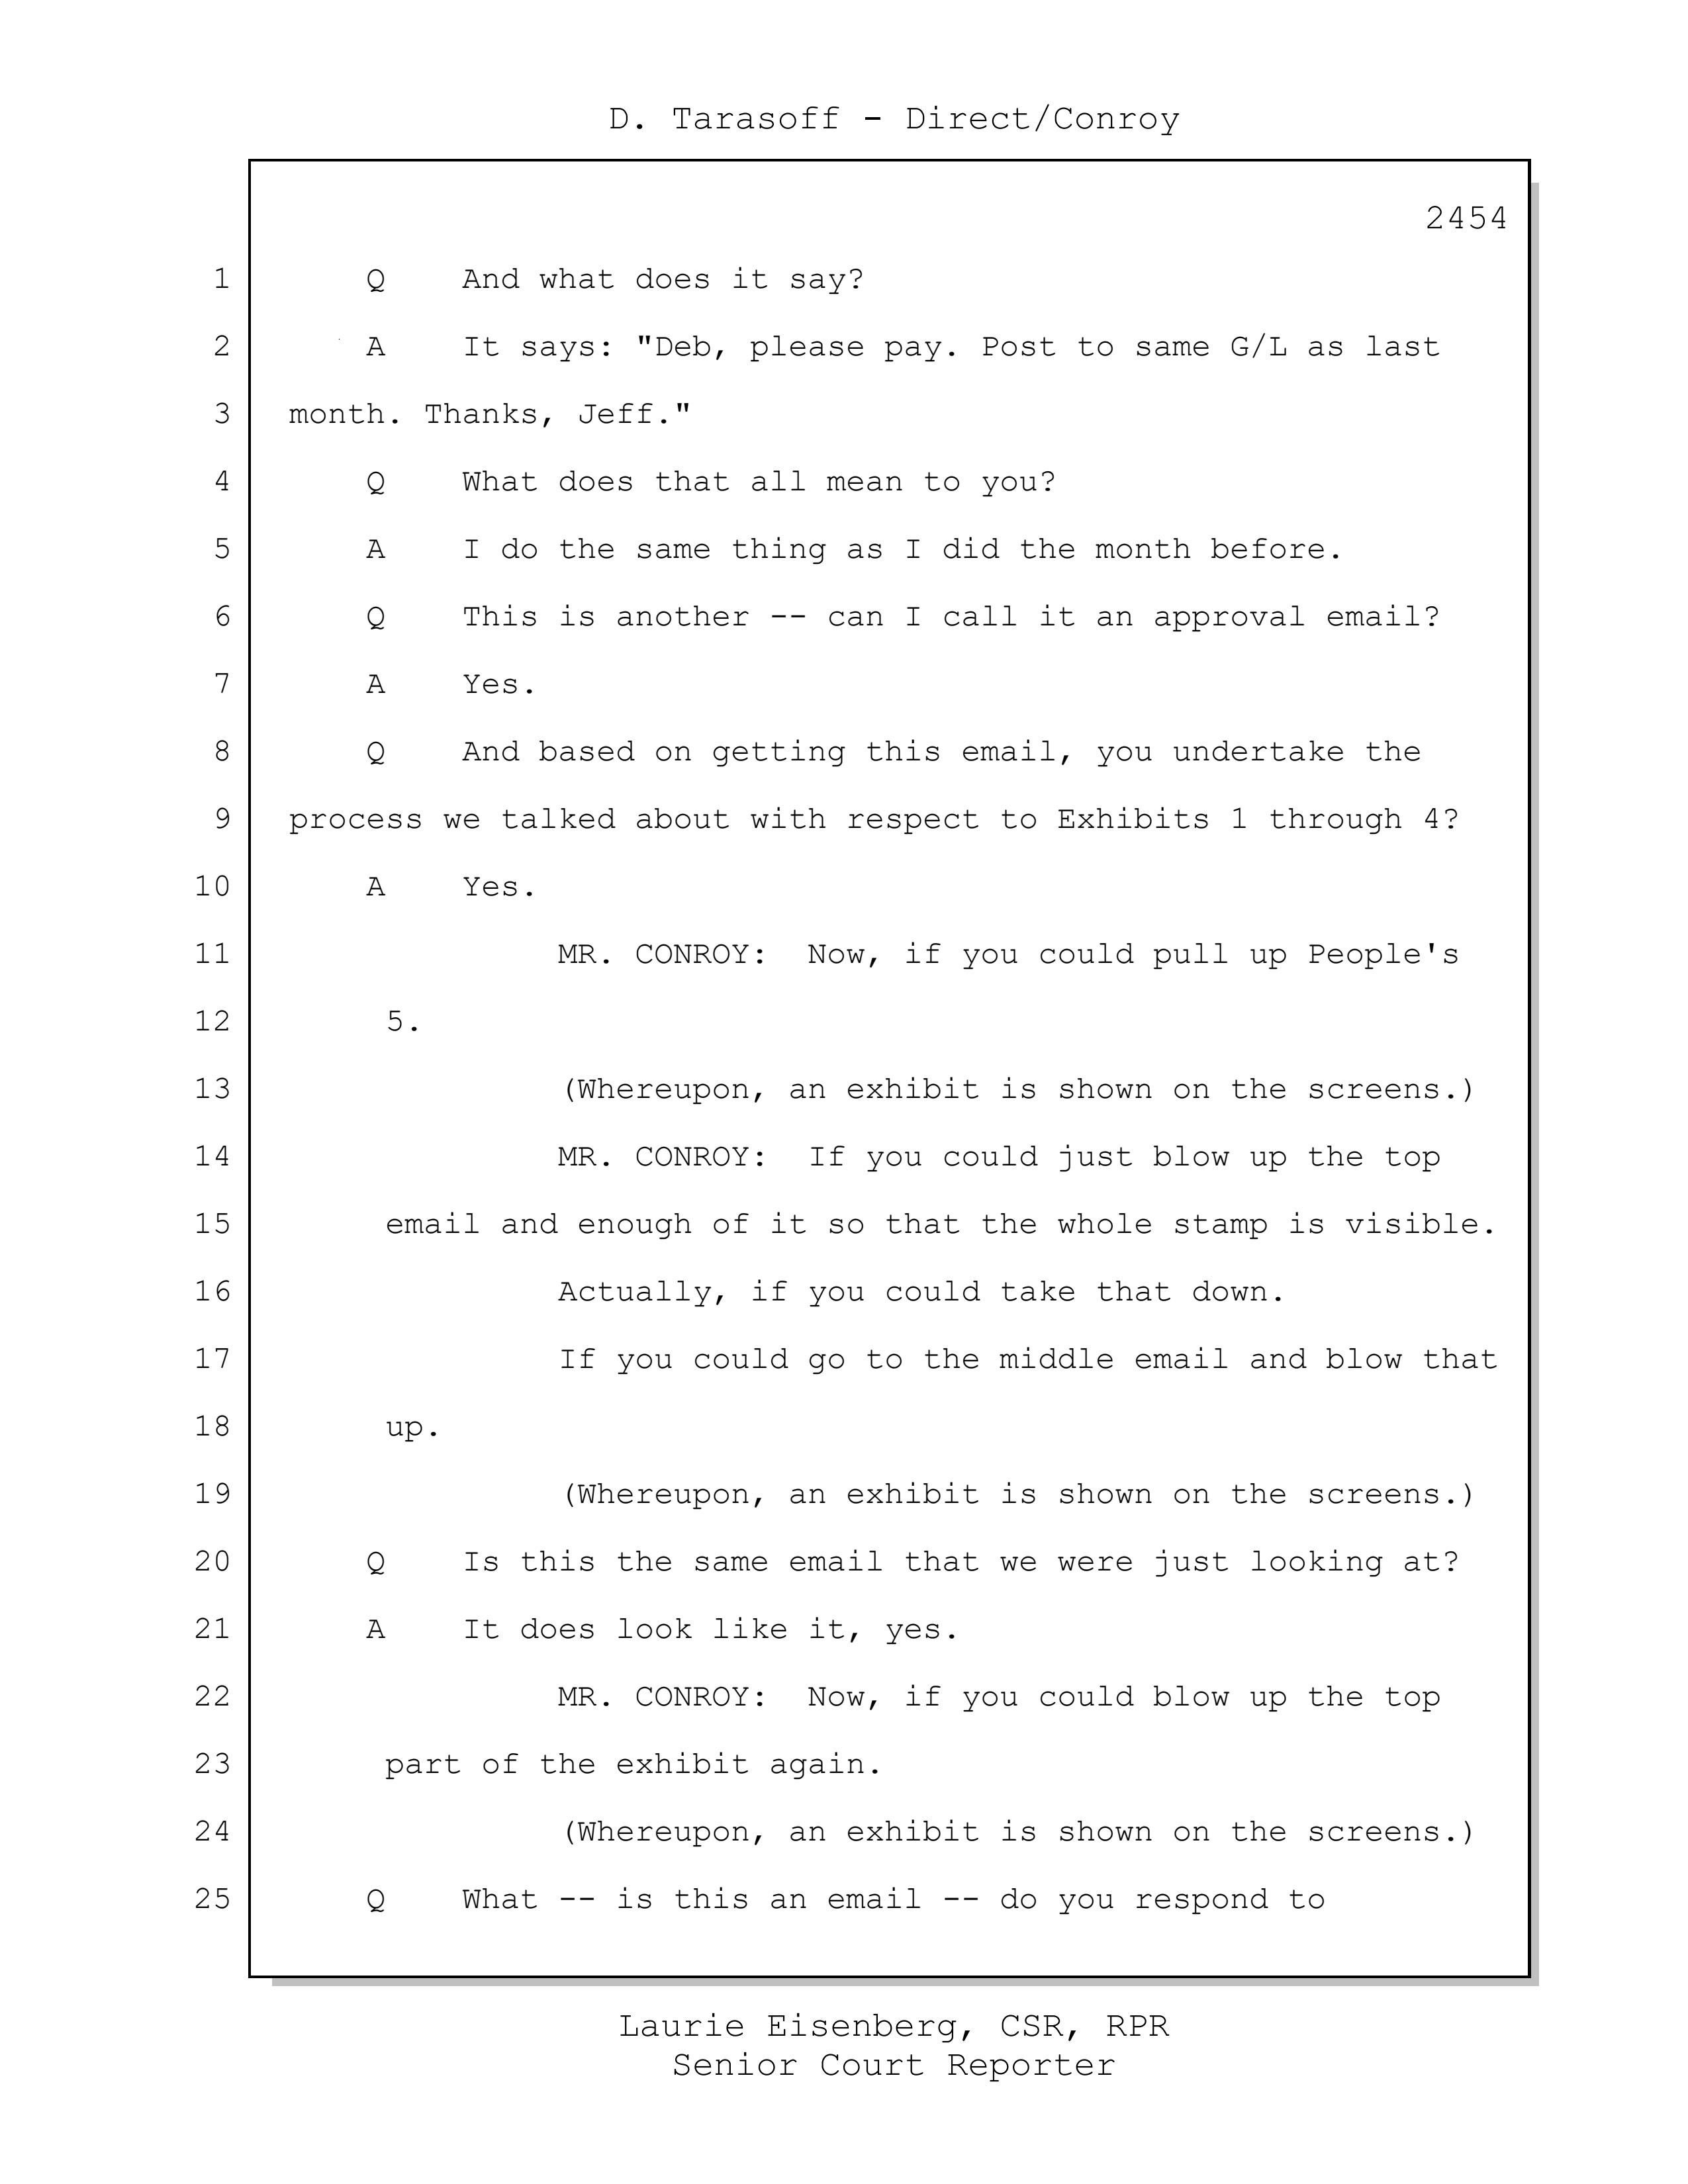 D. Tarasoff - Direct/Conroy
2454
1 Q And what does it say?
2 A It says: "Deb, please pay. Post to same G/L as last
3 month. Thanks, Jeff."
4 Q What does that all mean to you?
5 A I do the same thing as I did the month before.
6 Q This is another -- can I call it an approval email?
7 A Yes.
8 Q And based on getting this email, you undertake the
9 process we talked about with respect to Exhibits 1 through 4?
10 A Yes.
11 MR. CONROY: Now, if you could pull up People's
12 5.
13 (Whereupon, an exhibit is shown on the screens.)
14 MR. CONROY: If you could just blow up the top
15 email and enough of it so that the whole stamp is visible.
16 Actually, if you could take that down.
17 If you could go to the middle email and blow that
18 up.
19 (Whereupon, an exhibit is shown on the screens.)
20 Q Is this the same email that we were just looking at?
21 A It does look like it, yes.
22 MR. CONROY: Now, if you could blow up the top
23 part of the exhibit again.
24 (Whereupon, an exhibit is shown on the screens.)
25 Q What -- is this an email -- do you respond to
Laurie Eisenberg, CSR, RPR
Senior Court Reporter